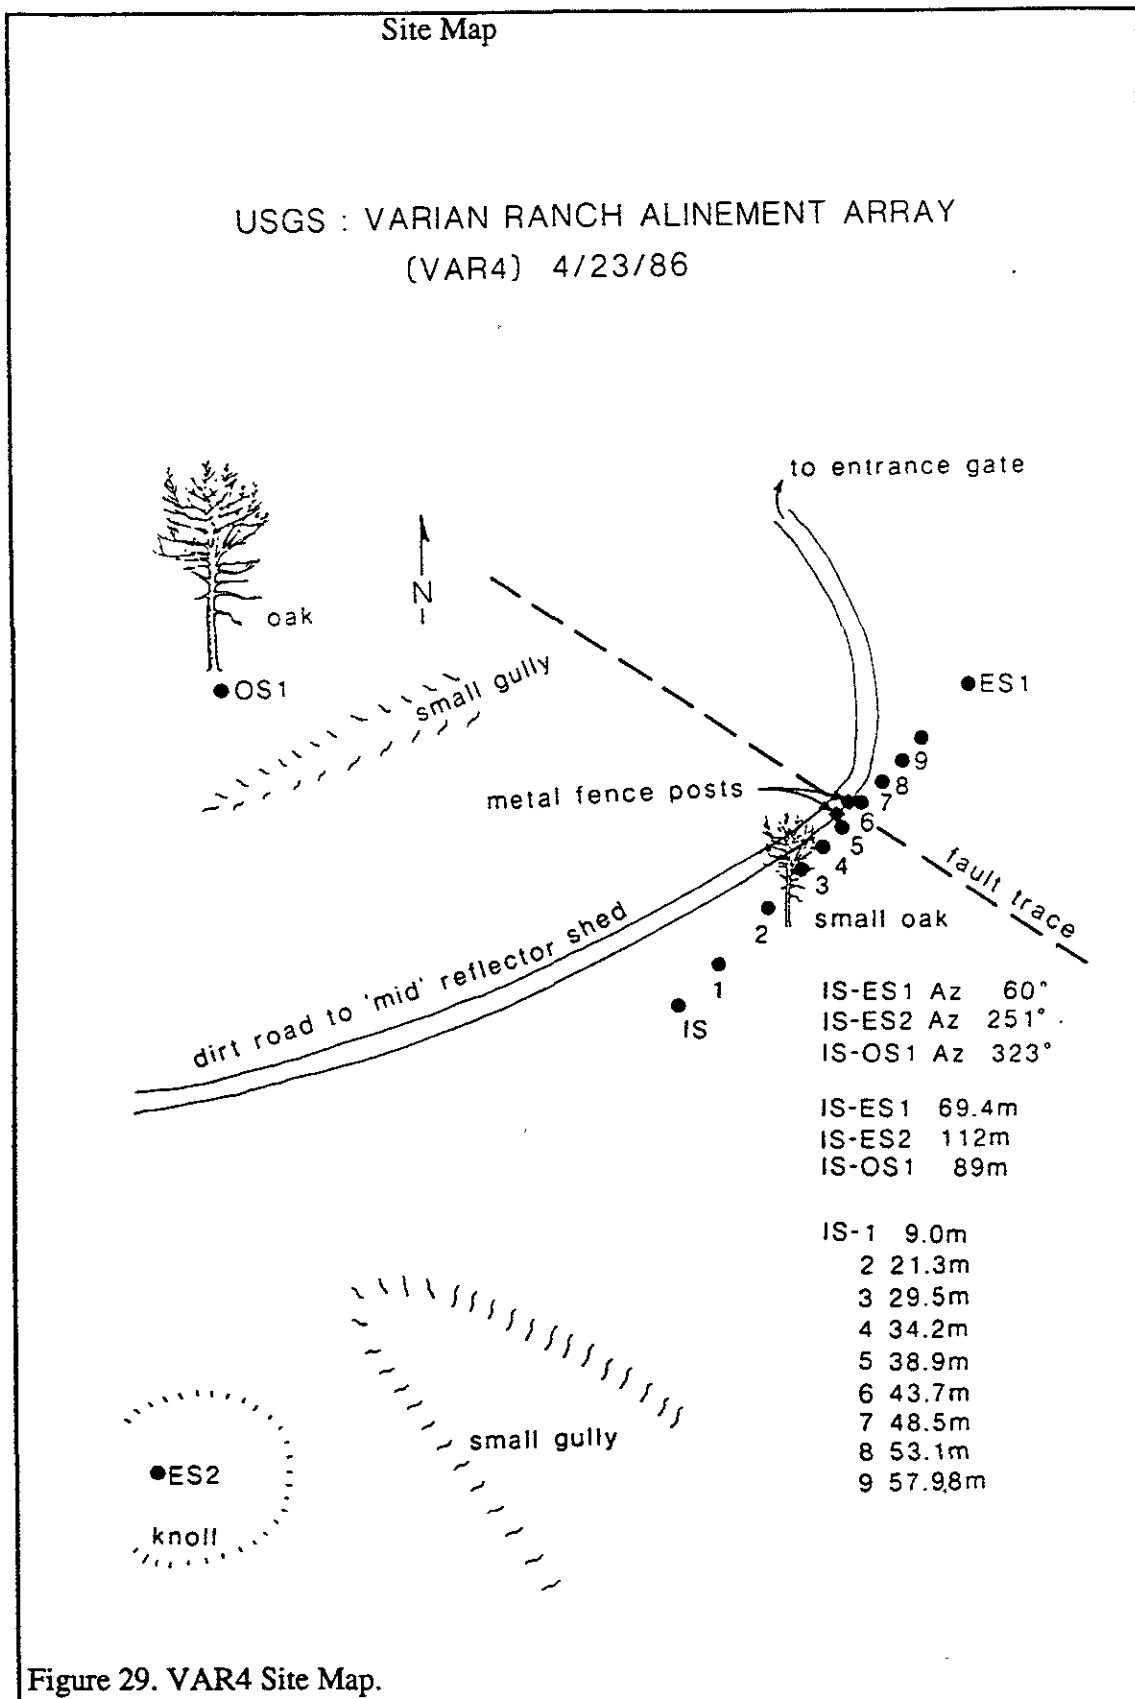 Site Map
USGS : VARIAN RANCH ALINEMENT ARRAY
(VAR4) 4/23/86
to entrance gate
N
oak
OS1
small gully
ES1
metal fence posts
9
8
7
6
5
4
3
2
1
IS
fault trace
small oak
dirt road to 'mid' reflector shed
IS-ES1 Az 60°
IS-ES2 Az 251°
IS-OS1 Az 323°
IS-ES1 69.4m
IS-ES2 112m
IS-OS1 89m
IS-1 9.0m
2 21.3m
3 29.5m
4 34.2m
5 38.9m
6 43.7m
7 48.5m
8 53.1m
9 57.98m
small gully
ES2
knoll
Figure 29. VAR4 Site Map.